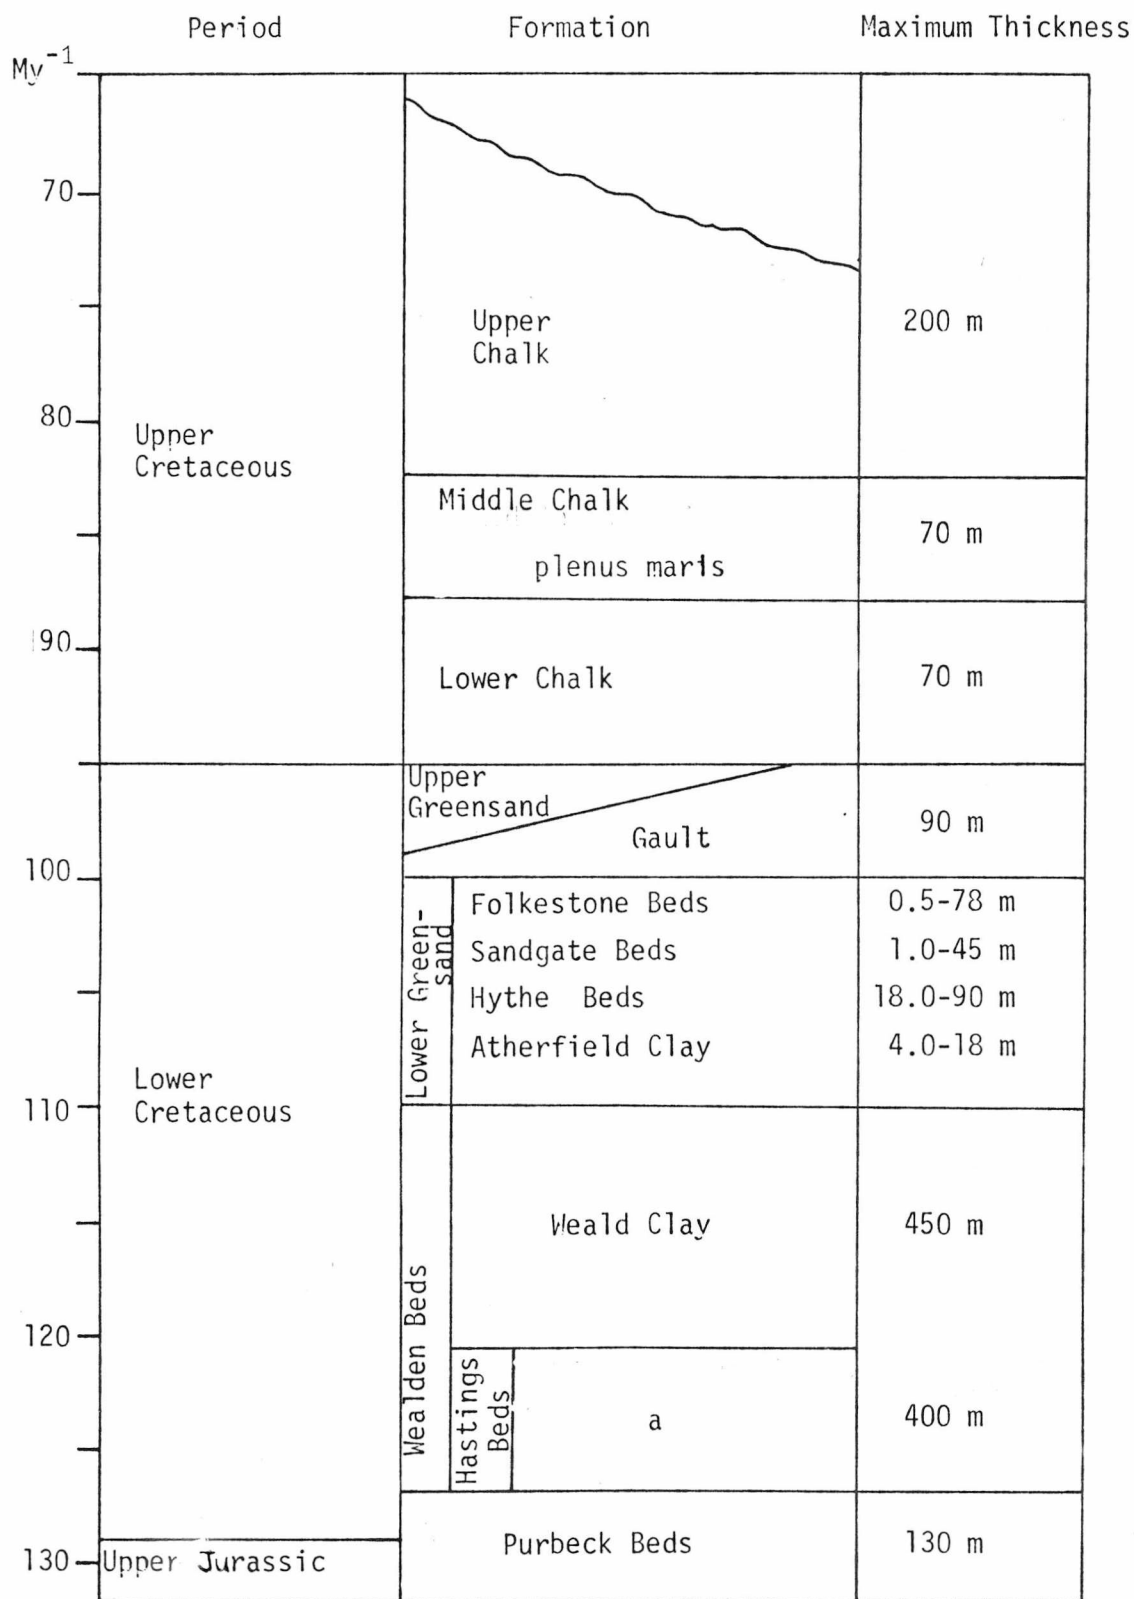 Period Formation Maximum Thickness
My-1
70
Upper
Chalk
200 m
80
Upper
Cretaceous
Middle Chalk
plenus maris
70 m
90
Lower Chalk
70 m
Upper
Greensand
Gault
90 m
100
Lower Green-
sand
Folkestone Beds 0.5-78 m
Sandgate Beds 1.0-45 m
Hythe Beds 18.0-90 m
Atherfield Clay 4.0-18 m
Lower
Cretaceous
110
Wealden Beds
Weald Clay 450 m
120
Hastings
Beds
a 400 m
Purbeck Beds 130 m
130 Upper Jurassic